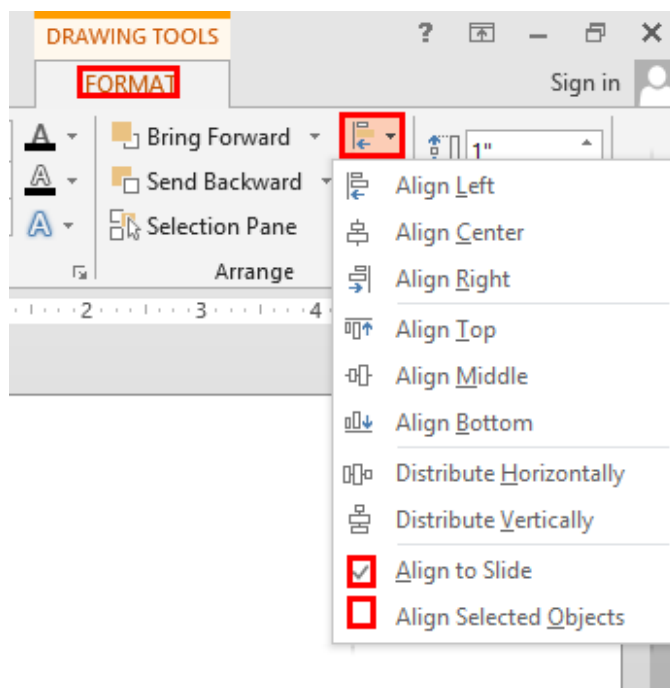 DRAWING TOOLS
?
FORMAT
Sign in
A
Bring Forward
1"
A
Send Backward
A
Selection Pane
Arrange
2 3 4
Align Left
Align Center
Align Right
Align Top
Align Middle
Align Bottom
Distribute Horizontally
Distribute Vertically
Align to Slide
Align Selected Objects